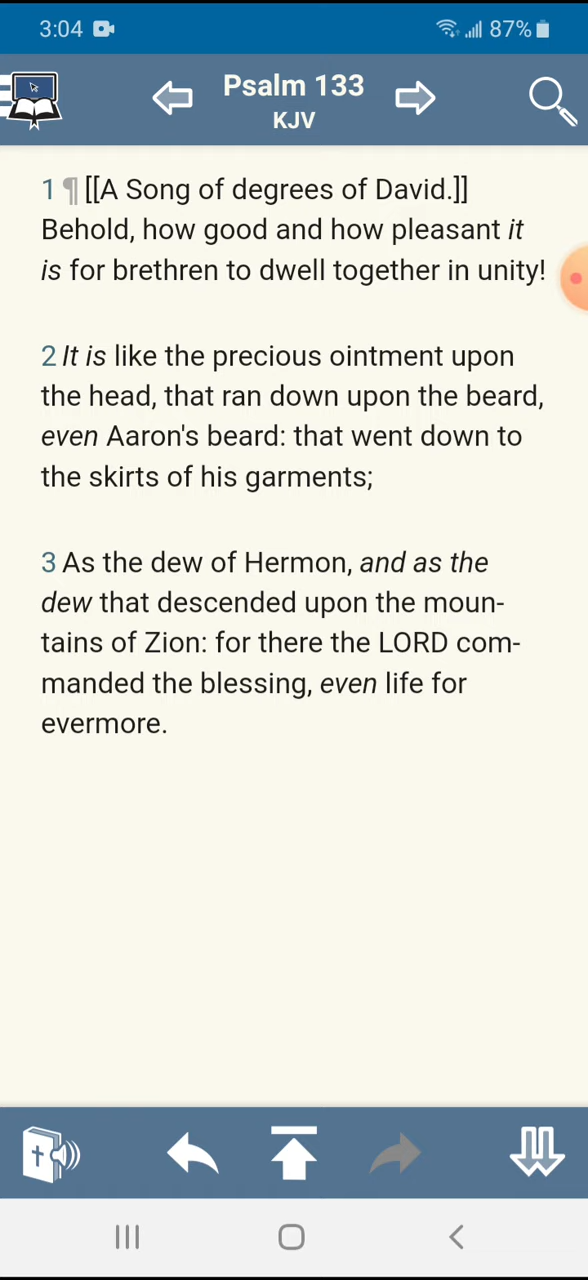 3:04 87%
Psalm 133
KJV
1 ¶ [[A Song of degrees of David.]]
Behold, how good and how pleasant it
is for brethren to dwell together in unity!
2 It is like the precious ointment upon
the head, that ran down upon the beard,
even Aaron's beard: that went down to
the skirts of his garments;
3 As the dew of Hermon, and as the
dew that descended upon the moun-
tains of Zion: for there the LORD com-
manded the blessing, even life for
evermore.